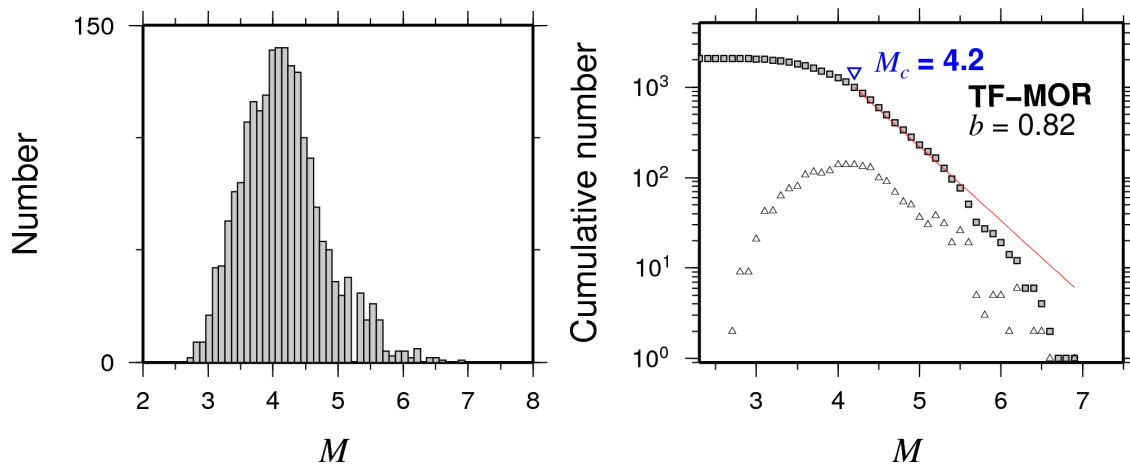 150
0
Number
2 3 4 5 6 7 8
M
Cumulative number
10³
10²
10¹
10⁰
Mc = 4.2
TF−MOR
b = 0.82
3 4 5 6 7
M